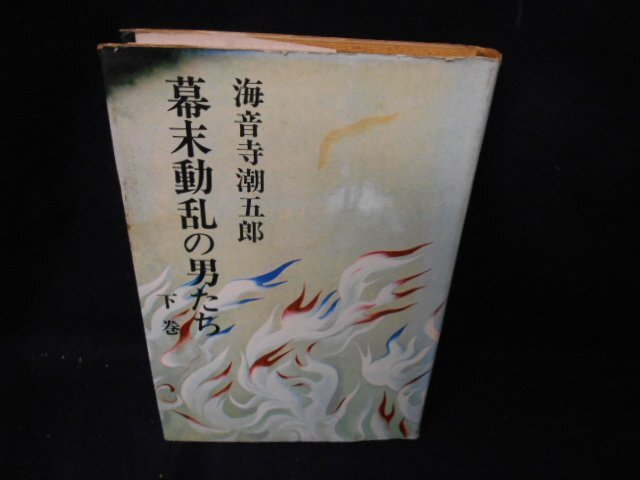 海音寺潮五郎
幕末動乱の男たち
下巻